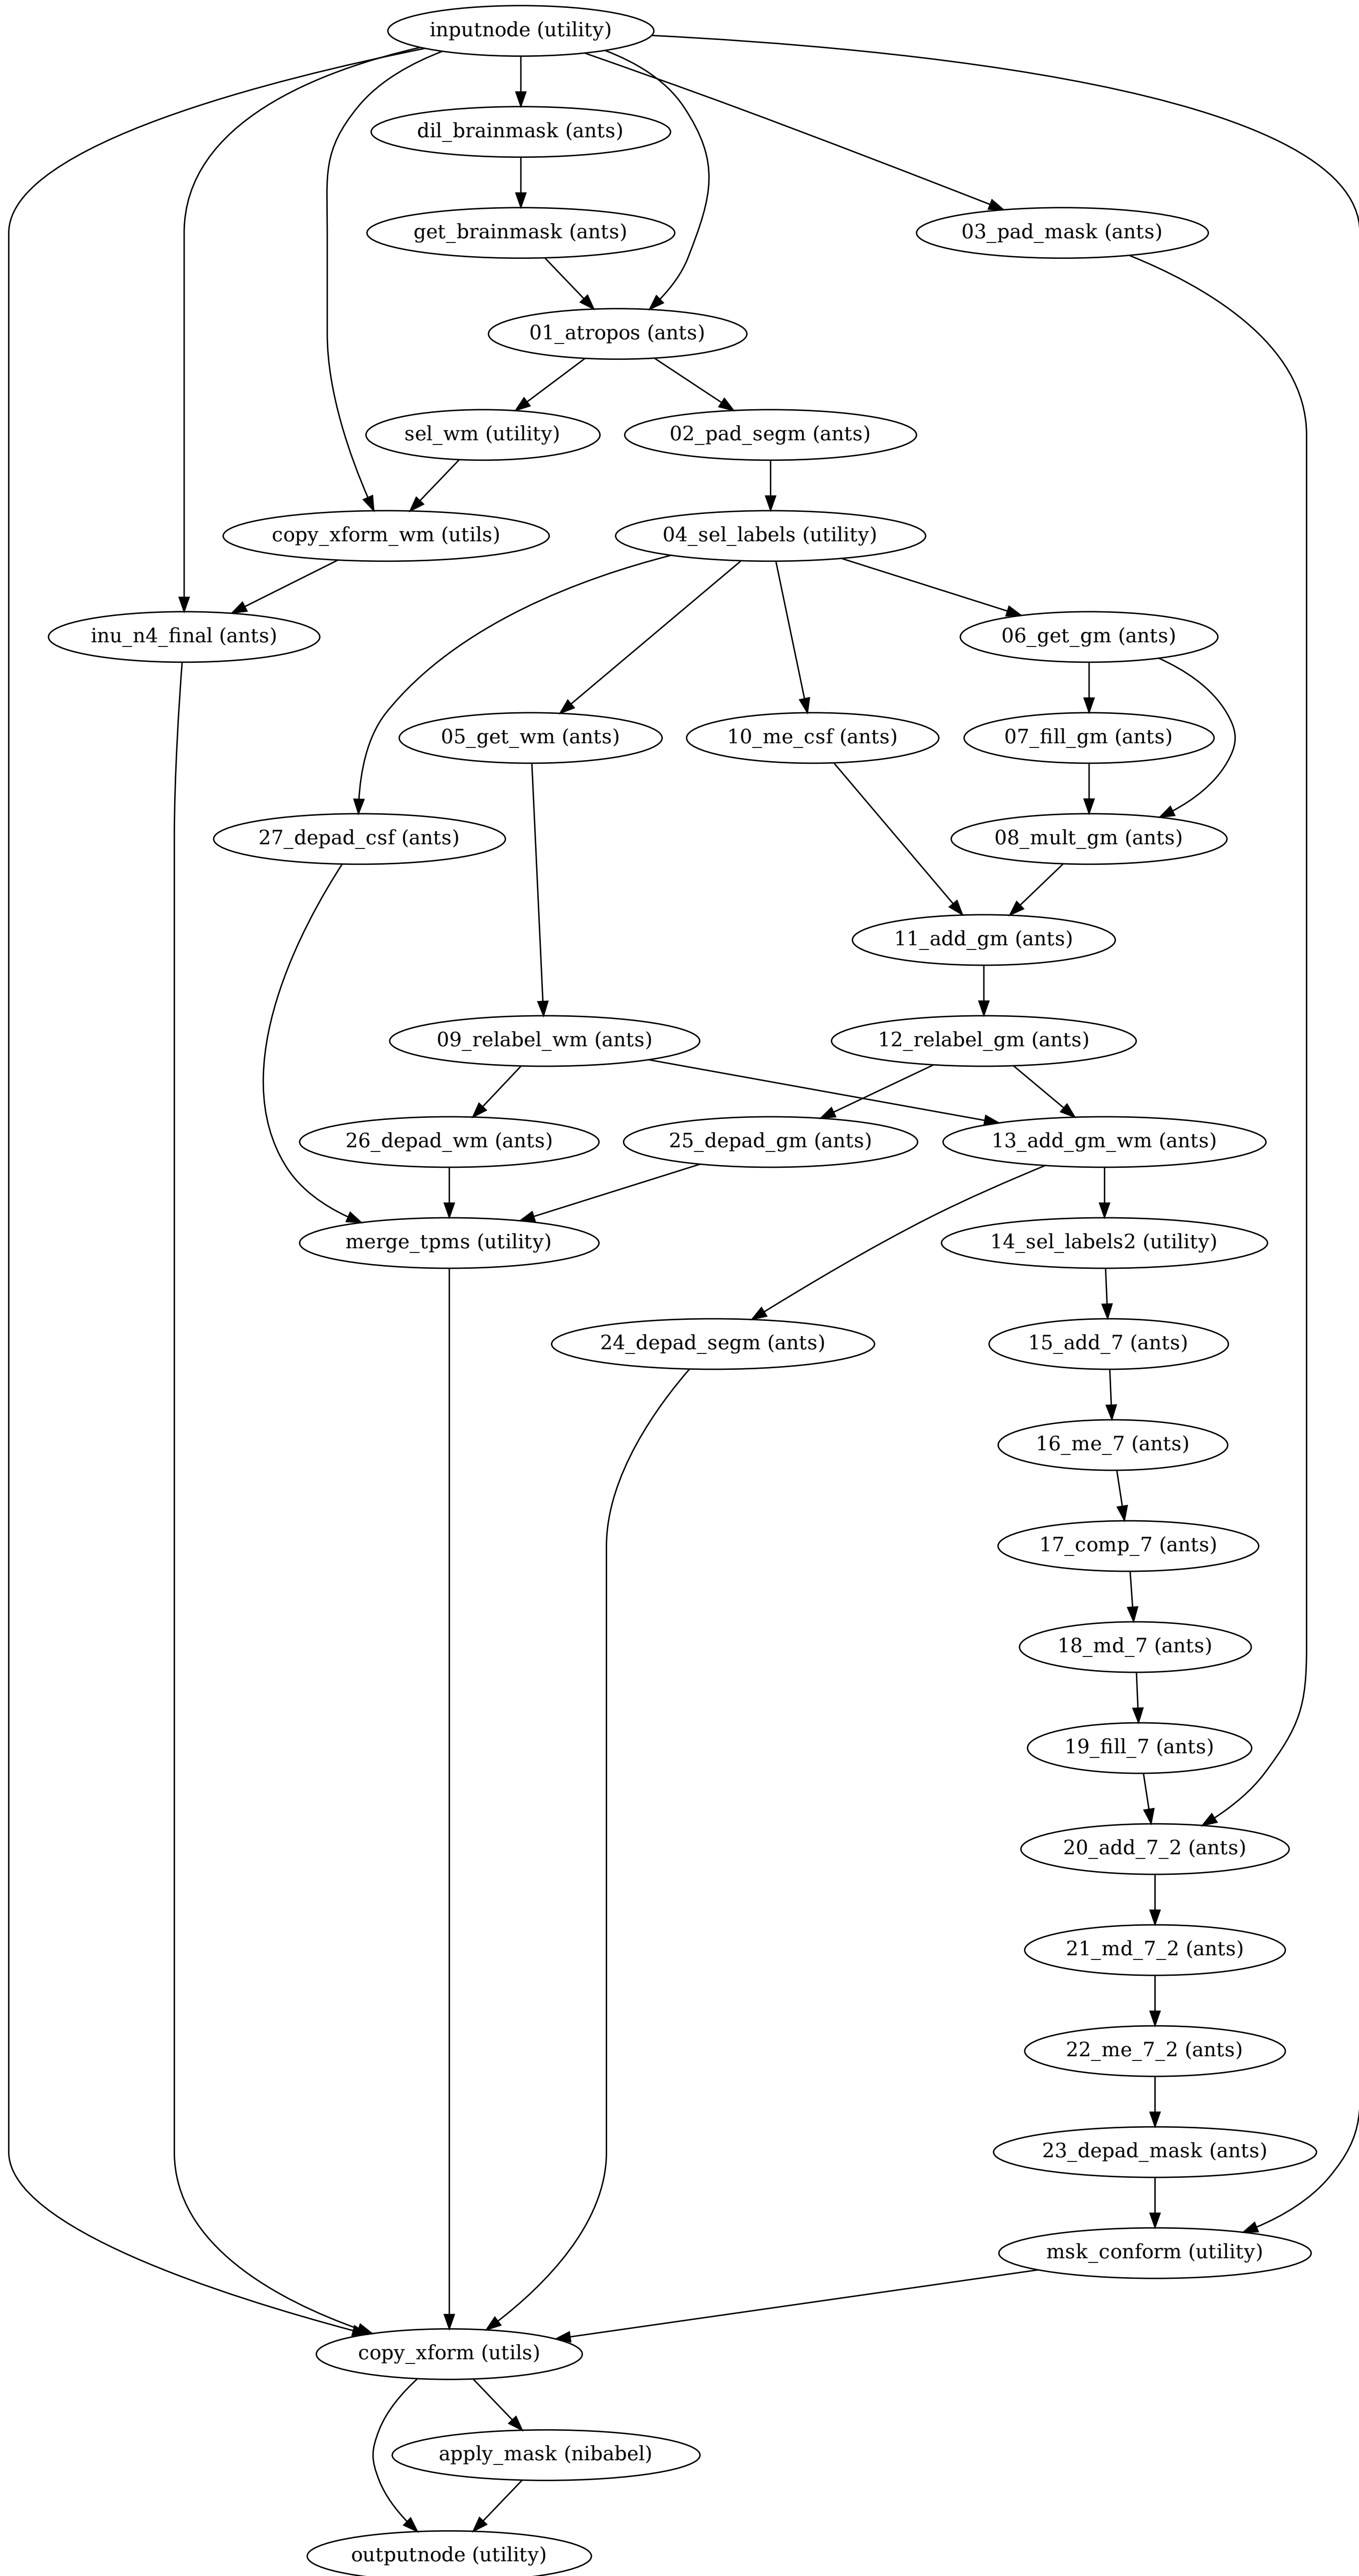 inputnode (utility)
dil_brainmask (ants)
get_brainmask (ants)
03_pad_mask (ants)
01_atropos (ants)
sel_wm (utility)
02_pad_segm (ants)
copy_xform_wm (utils)
04_sel_labels (utility)
inu_n4_final (ants)
06_get_gm (ants)
05_get_wm (ants)
10_me_csf (ants)
07_fill_gm (ants)
27_depad_csf (ants)
08_mult_gm (ants)
11_add_gm (ants)
09_relabel_wm (ants)
12_relabel_gm (ants)
26_depad_wm (ants)
25_depad_gm (ants)
13_add_gm_wm (ants)
merge_tpms (utility)
14_sel_labels2 (utility)
24_depad_segm (ants)
15_add_7 (ants)
16_me_7 (ants)
17_comp_7 (ants)
18_md_7 (ants)
19_fill_7 (ants)
20_add_7_2 (ants)
21_md_7_2 (ants)
22_me_7_2 (ants)
23_depad_mask (ants)
msk_conform (utility)
copy_xform (utils)
apply_mask (nibabel)
outputnode (utility)